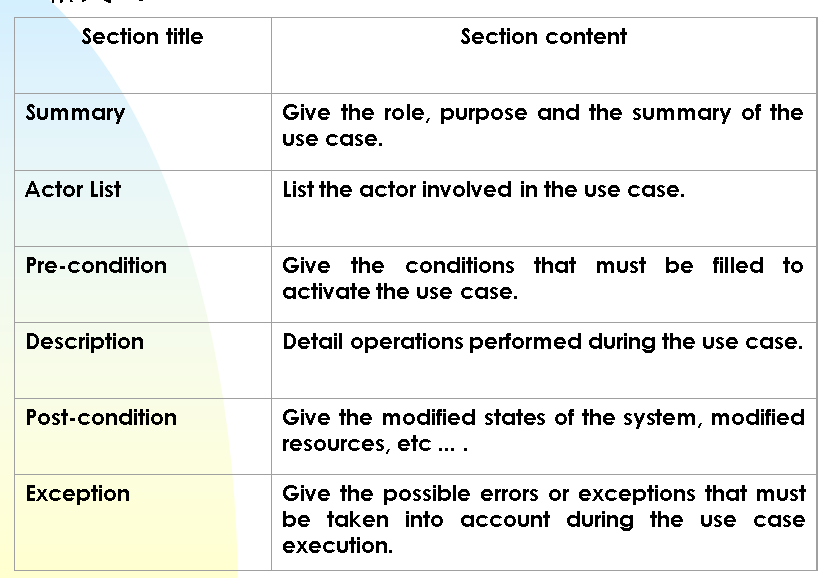 Section title
Section content
Summary
Give the role, purpose and the summary of the
use case.
Actor List
List the actor involved in the use case.
Pre-condition
Give the conditions that must be filled to
activate the use case.
Description
Detail operations performed during the use case.
Post-condition
Give the modified states of the system, modified
resources, etc ... .
Exception
Give the possible errors or exceptions that must
be taken into account during the use case
execution.